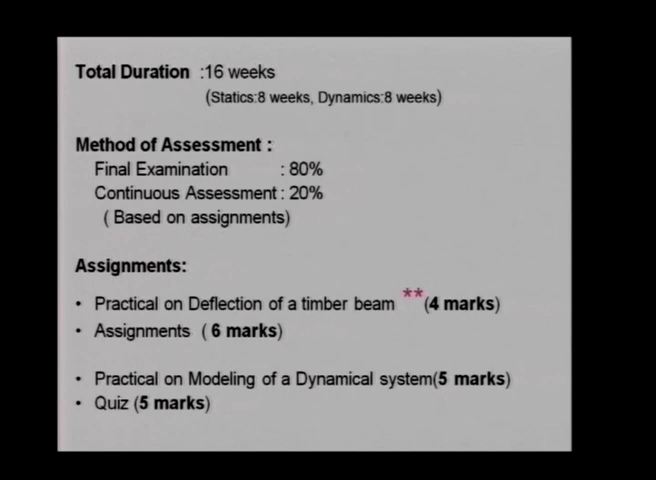 Total Duration :16 weeks
(Statics:8 weeks, Dynamics:8 weeks)
Method of Assessment :
Final Examination : 80%
Continuous Assessment : 20%
( Based on assignments)
Assignments:
• Practical on Deflection of a timber beam **(4 marks)
• Assignments ( 6 marks)
• Practical on Modeling of a Dynamical system(5 marks)
• Quiz (5 marks)